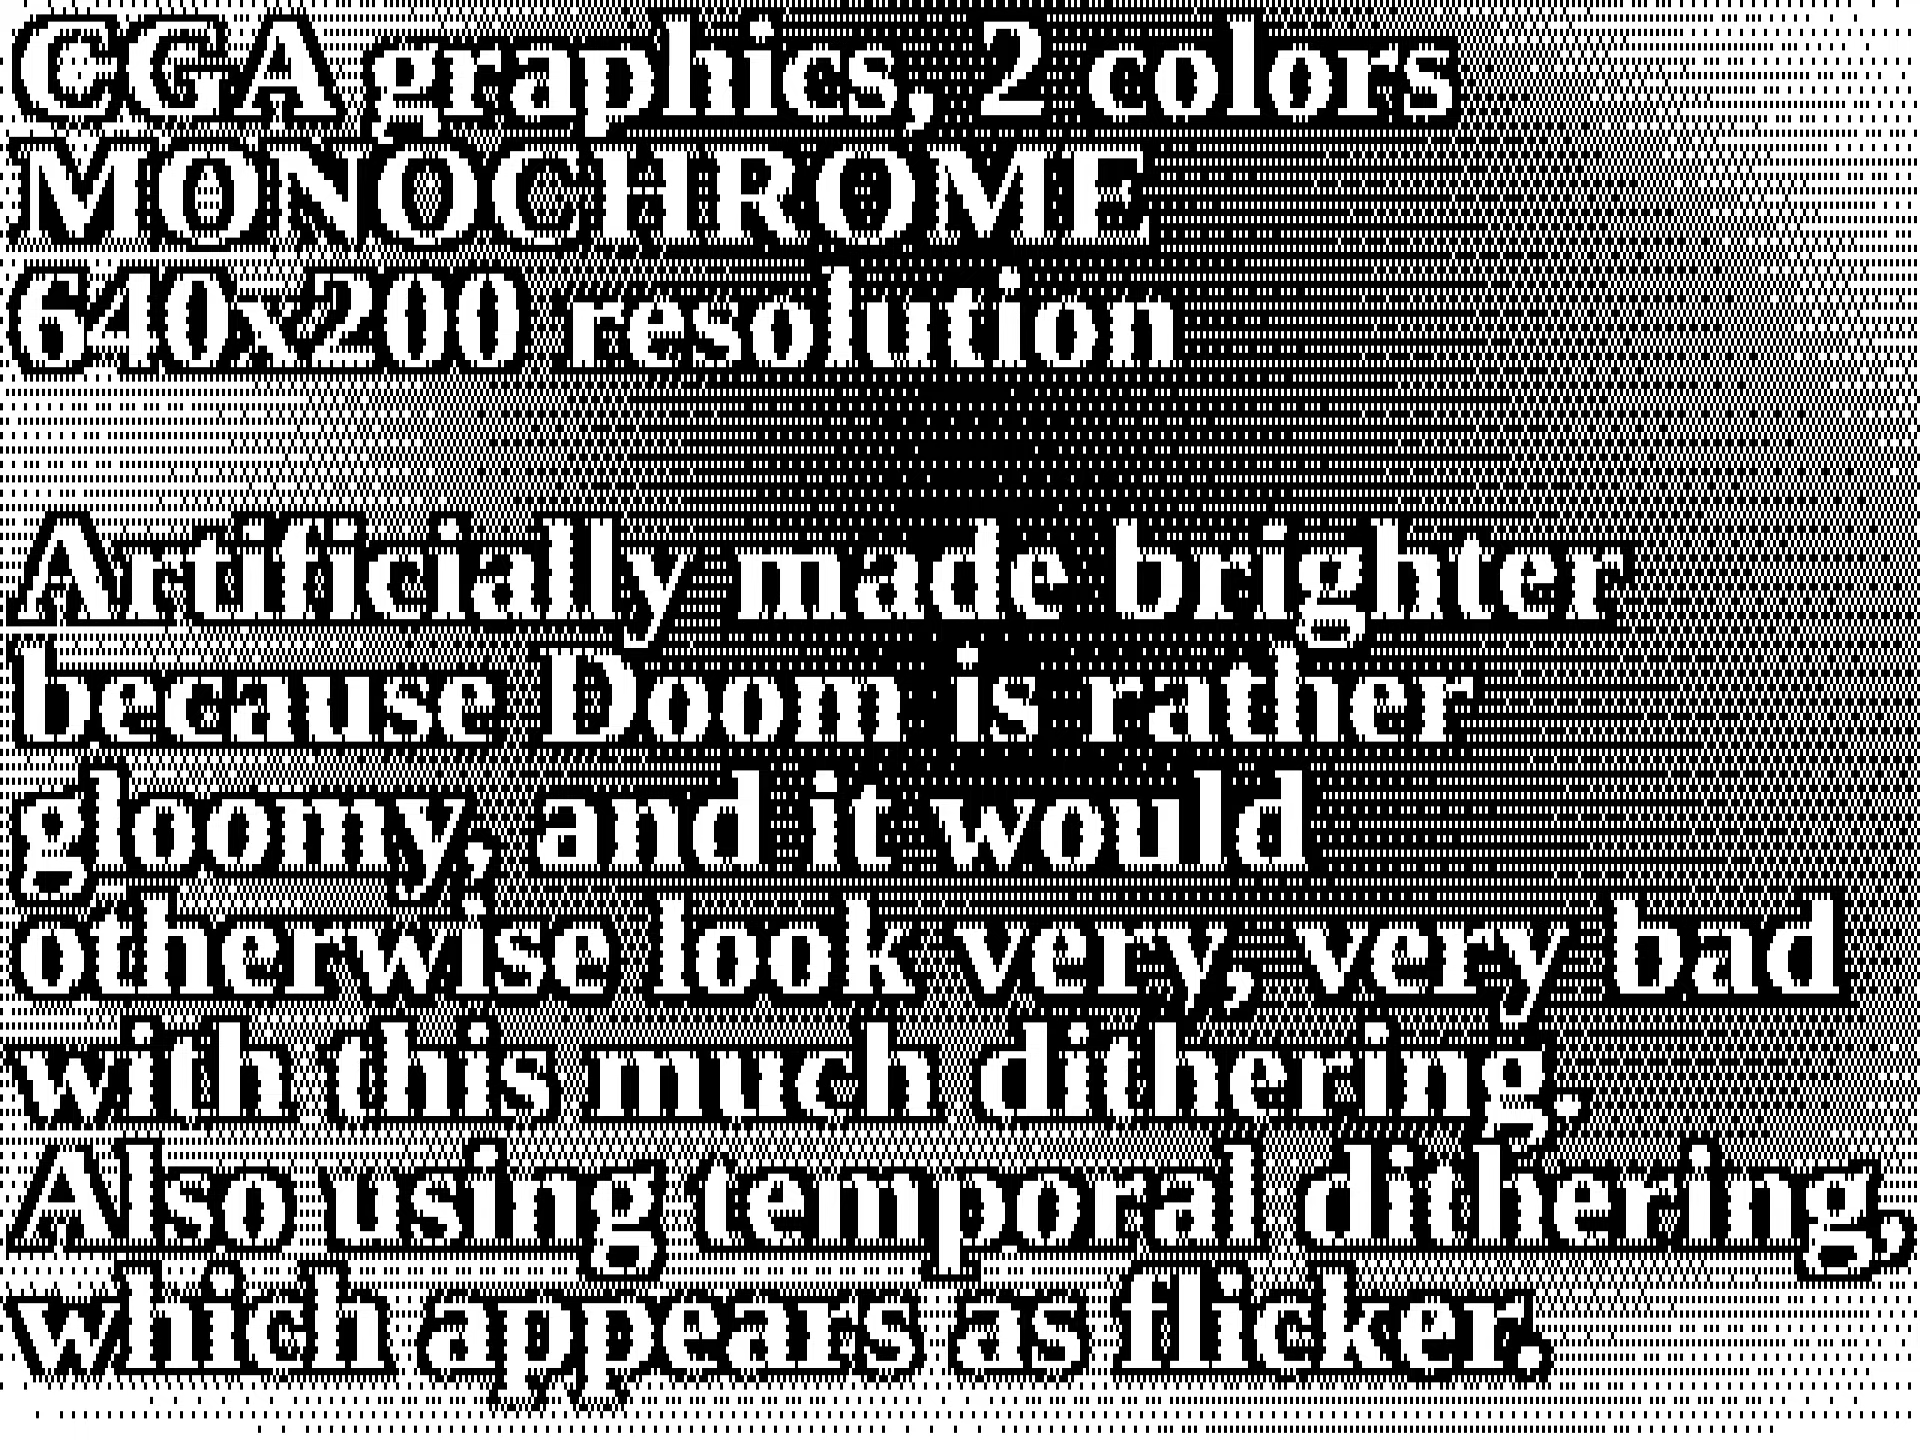 CGA graphics, 2 colors
MONOCHROME
640x200 resolution
Artificially made brighter
because Doom is rather
gloomy, and it would
otherwise look very, very bad
with this much dithering.
Also using temporal dithering,
which appears as flicker.